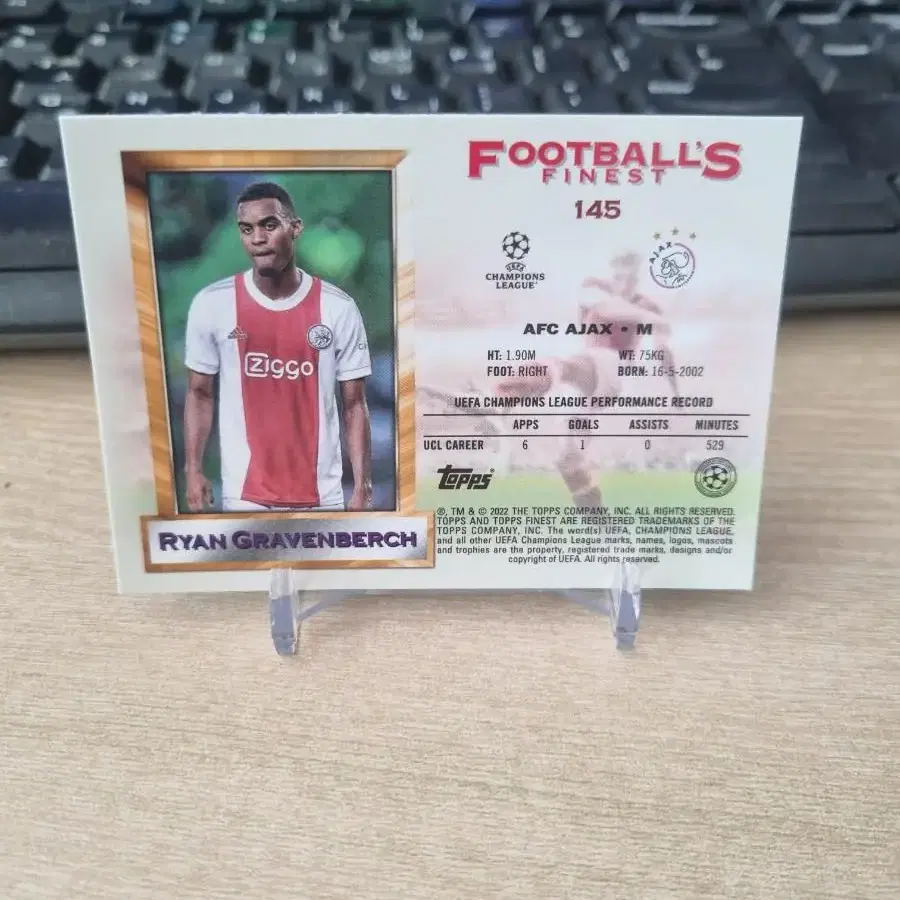 FOOTBALL'S
FINEST
145
UEFA
CHAMPIONS
LEAGUE®
AJAX
AFC AJAX • M
HT: 1.90M WT: 75KG
FOOT: RIGHT BORN: 16-5-2002
UEFA CHAMPIONS LEAGUE PERFORMANCE RECORD
APPS GOALS ASSISTS MINUTES
UCL CAREER 6 1 0 529
adidas
Ziggo
RYAN GRAVENBERCH
Topps®
®, TM & © 2022 THE TOPPS COMPANY, INC. ALL RIGHTS RESERVED.
TOPPS AND TOPPS FINEST ARE REGISTERED TRADEMARKS OF THE
TOPPS COMPANY, INC. The word(s) UEFA, CHAMPIONS LEAGUE,
and all other UEFA Champions League marks, names, logos, mascots
and trophies are the property, registered trade marks, designs and/or
copyright of UEFA. All rights reserved.